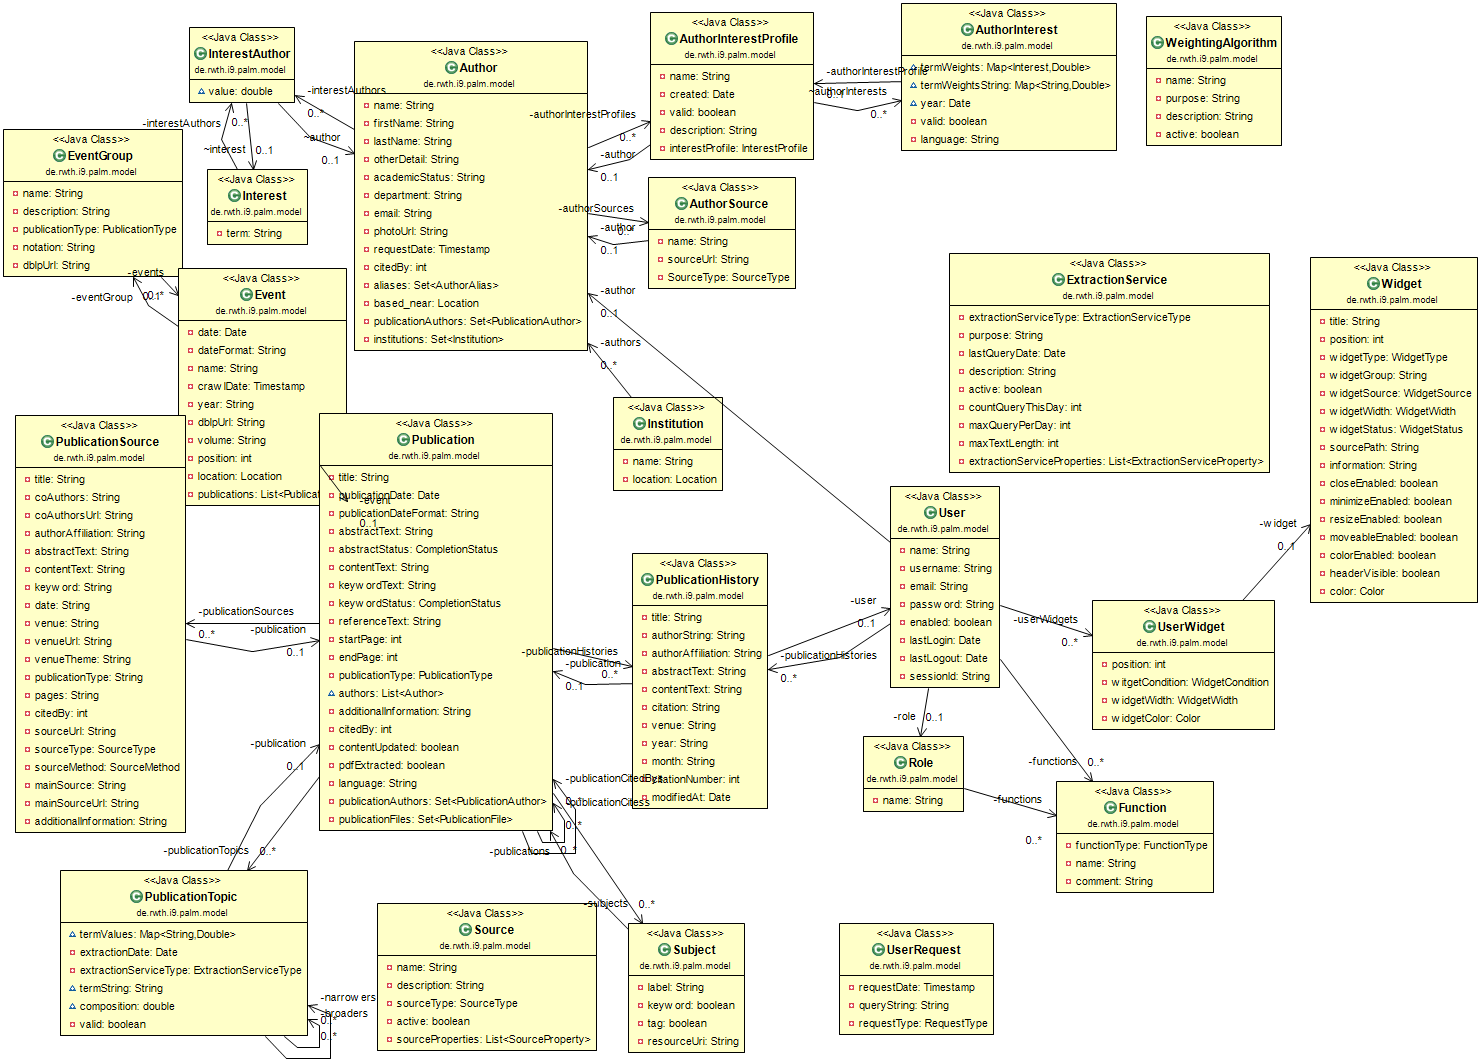 <<Java Class>>
InterestAuthor
de.rwth.i9.palm.model
value: double
<<Java Class>>
Author
de.rwth.i9.palm.model
name: String
firstName: String
lastName: String
otherDetail: String
academicStatus: String
department: String
email: String
photoUrl: String
requestDate: Timestamp
citedBy: int
aliases: Set<AuthorAlias>
based_near: Location
publicationAuthors: Set<PublicationAuthor>
institutions: Set<Institution>
<<Java Class>>
AuthorInterestProfile
de.rwth.i9.palm.model
name: String
created: Date
valid: boolean
description: String
interestProfile: InterestProfile
<<Java Class>>
AuthorInterest
de.rwth.i9.palm.model
termWeights: Map<Interest,Double>
termWeightsString: Map<String,Double>
year: Date
valid: boolean
language: String
<<Java Class>>
WeightingAlgorithm
de.rwth.i9.palm.model
name: String
purpose: String
description: String
active: boolean
-interestAuthors
0..*
~author
0..1
-interestAuthors
0..*
~interest
0..1
-authorInterestProfiles
0..*
-author
0..1
-authorInterestProfile
0..1
~authorInterests
0..*
<<Java Class>>
EventGroup
de.rwth.i9.palm.model
name: String
description: String
publicationType: PublicationType
notation: String
dblpUrl: String
<<Java Class>>
Interest
de.rwth.i9.palm.model
term: String
<<Java Class>>
AuthorSource
de.rwth.i9.palm.model
name: String
sourceUrl: String
SourceType: SourceType
-authorSources
0..*
-author
0..1
-events
0..*
-eventGroup
0..1
<<Java Class>>
Event
de.rwth.i9.palm.model
date: Date
dateFormat: String
name: String
crawlDate: Timestamp
year: String
dblpUrl: String
volume: String
position: int
location: Location
publications: List<Publicat
-author
0..1
-authors
0..*
<<Java Class>>
Institution
de.rwth.i9.palm.model
name: String
location: Location
<<Java Class>>
ExtractionService
de.rwth.i9.palm.model
extractionServiceType: ExtractionServiceType
purpose: String
lastQueryDate: Date
description: String
active: boolean
countQueryThisDay: int
maxQueryPerDay: int
maxTextLength: int
extractionServiceProperties: List<ExtractionServiceProperty>
<<Java Class>>
Widget
de.rwth.i9.palm.model
title: String
position: int
widgetType: WidgetType
widgetGroup: String
widgetSource: WidgetSource
widgetWidth: WidgetWidth
widgetStatus: WidgetStatus
sourcePath: String
information: String
closeEnabled: boolean
minimizeEnabled: boolean
resizeEnabled: boolean
moveableEnabled: boolean
colorEnabled: boolean
headerVisible: boolean
color: Color
<<Java Class>>
PublicationSource
de.rwth.i9.palm.model
title: String
coAuthors: String
coAuthorsUrl: String
authorAffiliation: String
abstractText: String
contentText: String
keyword: String
date: String
venue: String
venueUrl: String
venueTheme: String
publicationType: String
pages: String
citedBy: int
sourceUrl: String
sourceType: SourceType
sourceMethod: SourceMethod
mainSource: String
mainSourceUrl: String
additionalInformation: String
<<Java Class>>
Publication
de.rwth.i9.palm.model
title: String
publicationDate: Date
publicationDateFormat: String
abstractText: String
abstractStatus: CompletionStatus
contentText: String
keywordText: String
keywordStatus: CompletionStatus
referenceText: String
startPage: int
endPage: int
publicationType: PublicationType
authors: List<Author>
additionalInformation: String
citedBy: int
contentUpdated: boolean
pdfExtracted: boolean
language: String
publicationAuthors: Set<PublicationAuthor>
publicationFiles: Set<PublicationFile>
-event
0..1
-publicationSources
0..*
-publication
0..1
<<Java Class>>
PublicationHistory
de.rwth.i9.palm.model
title: String
authorString: String
authorAffiliation: String
abstractText: String
contentText: String
citation: String
venue: String
year: String
month: String
citationNumber: int
modifiedAt: Date
-publicationHistories
0..*
-publication
0..1
<<Java Class>>
User
de.rwth.i9.palm.model
name: String
username: String
email: String
password: String
enabled: boolean
lastLogin: Date
lastLogout: Date
sessionId: String
-user
0..1
-publicationHistories
0..*
-widget
0..1
<<Java Class>>
UserWidget
de.rwth.i9.palm.model
position: int
witgetCondition: WidgetCondition
widgetWidth: WidgetWidth
widgetColor: Color
-userWidgets
0..*
-role
0..1
<<Java Class>>
Role
de.rwth.i9.palm.model
name: String
-functions
0..*
-functions
0..*
<<Java Class>>
Function
de.rwth.i9.palm.model
functionType: FunctionType
name: String
comment: String
-publication
0..1
-publicationTopics
0..*
-publicationCitedBys
0..*
-publicationCitess
0..*
-publications
0..*
-subjects
0..*
<<Java Class>>
PublicationTopic
de.rwth.i9.palm.model
termValues: Map<String,Double>
extractionDate: Date
extractionServiceType: ExtractionServiceType
termString: String
composition: double
valid: boolean
-narrowers
0..*
-broaders
0..*
<<Java Class>>
Source
de.rwth.i9.palm.model
name: String
description: String
sourceType: SourceType
active: boolean
sourceProperties: List<SourceProperty>
<<Java Class>>
Subject
de.rwth.i9.palm.model
label: String
keyword: boolean
tag: boolean
resourceUri: String
<<Java Class>>
UserRequest
de.rwth.i9.palm.model
requestDate: Timestamp
queryString: String
requestType: RequestType